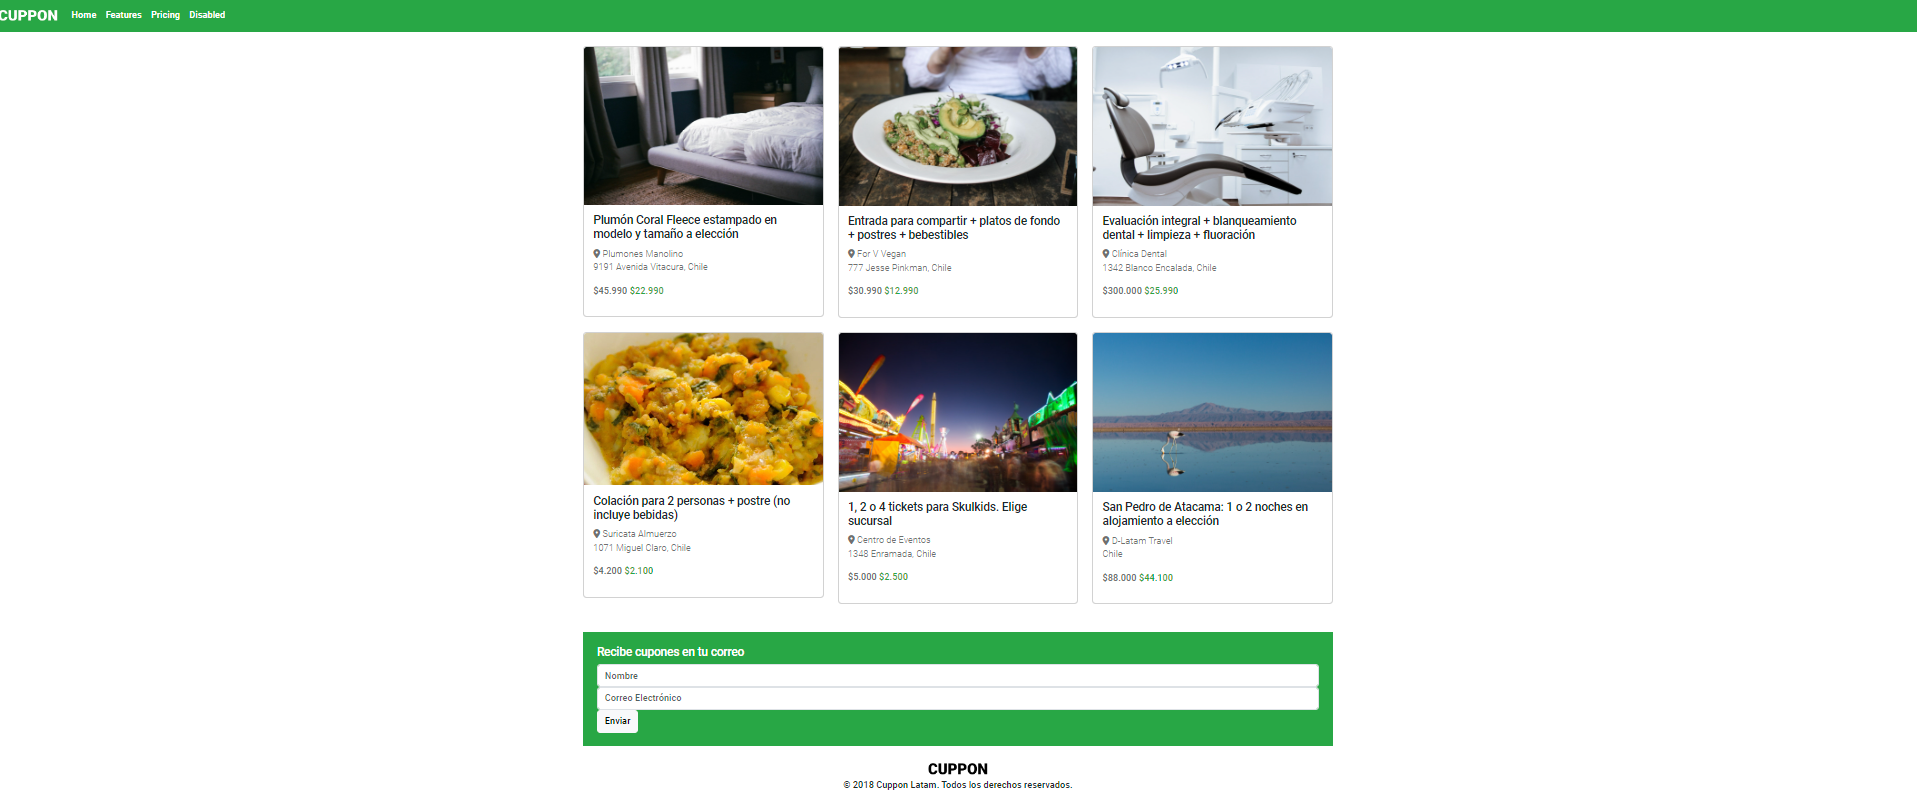 CUPPON Home Features Pricing Disabled
Plumón Coral Fleece estampado en
modelo y tamaño a elección
Plumones Manolino
9191 Avenida Vitacura, Chile
$45.990 $22.990
Entrada para compartir + platos de fondo
+ postres + bebestibles
For V Vegan
777 Jesse Pinkman, Chile
$30.990 $12.990
Evaluación integral + blanqueamiento
dental + limpieza + fluoración
Clínica Dental
1342 Blanco Encalada, Chile
$300.000 $25.990
Colación para 2 personas + postre (no
incluye bebidas)
Suricata Almuerzo
1071 Miguel Claro, Chile
$4.200 $2.100
1, 2 o 4 tickets para Skulkids. Elige
sucursal
Centro de Eventos
1348 Enramada, Chile
$5.000 $2.500
San Pedro de Atacama: 1 o 2 noches en
alojamiento a elección
D-Latam Travel
Chile
$88.000 $44.100
Recibe cupones en tu correo
Nombre
Correo Electrónico
Enviar
CUPPON
© 2018 Cuppon Latam. Todos los derechos reservados.